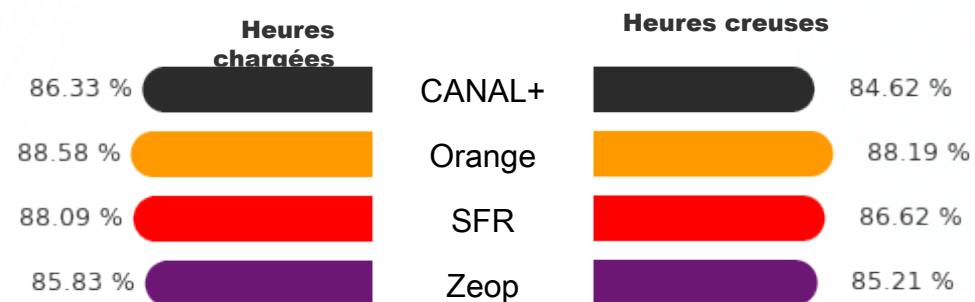 Heures
chargées
Heures creuses
86.33 % CANAL+ 84.62 %
88.58 % Orange 88.19 %
88.09 % SFR 86.62 %
85.83 % Zeop 85.21 %